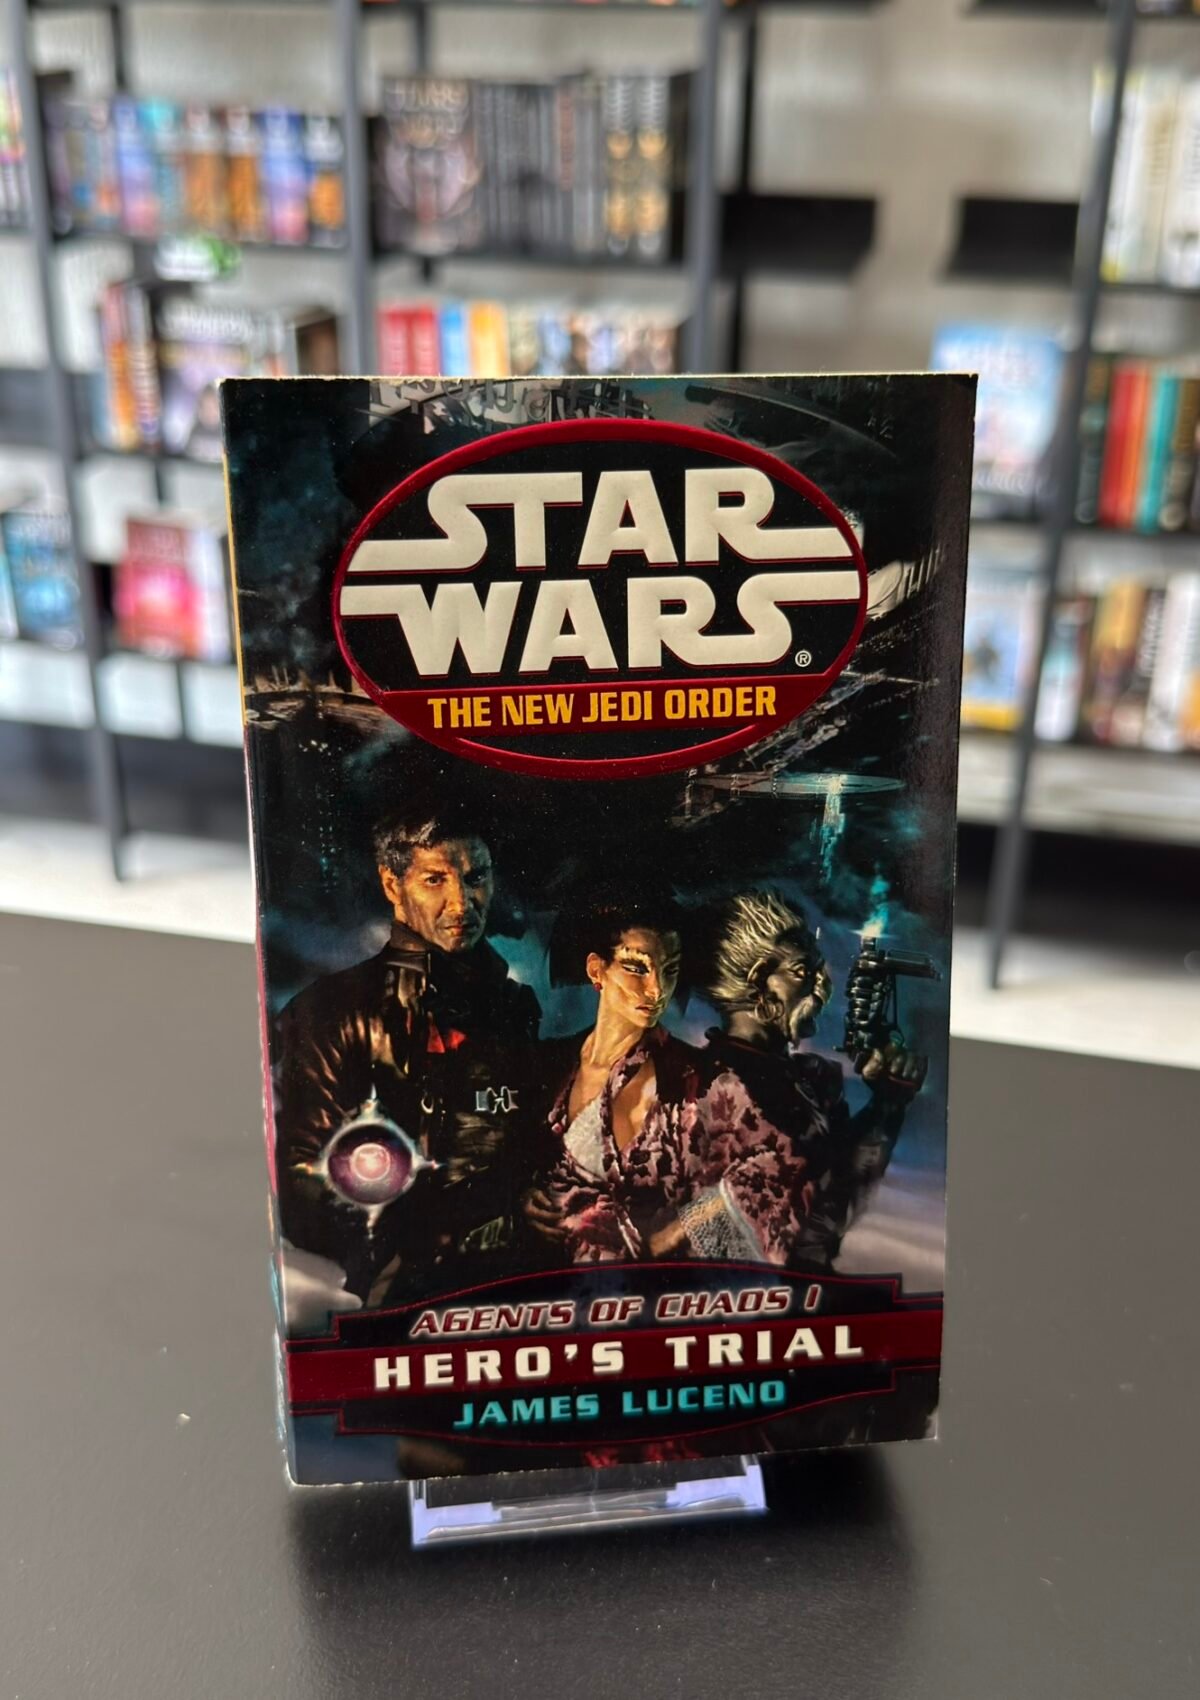 STAR
WARS®
THE NEW JEDI ORDER
AGENTS OF CHAOS I
HERO'S TRIAL
JAMES LUCENO